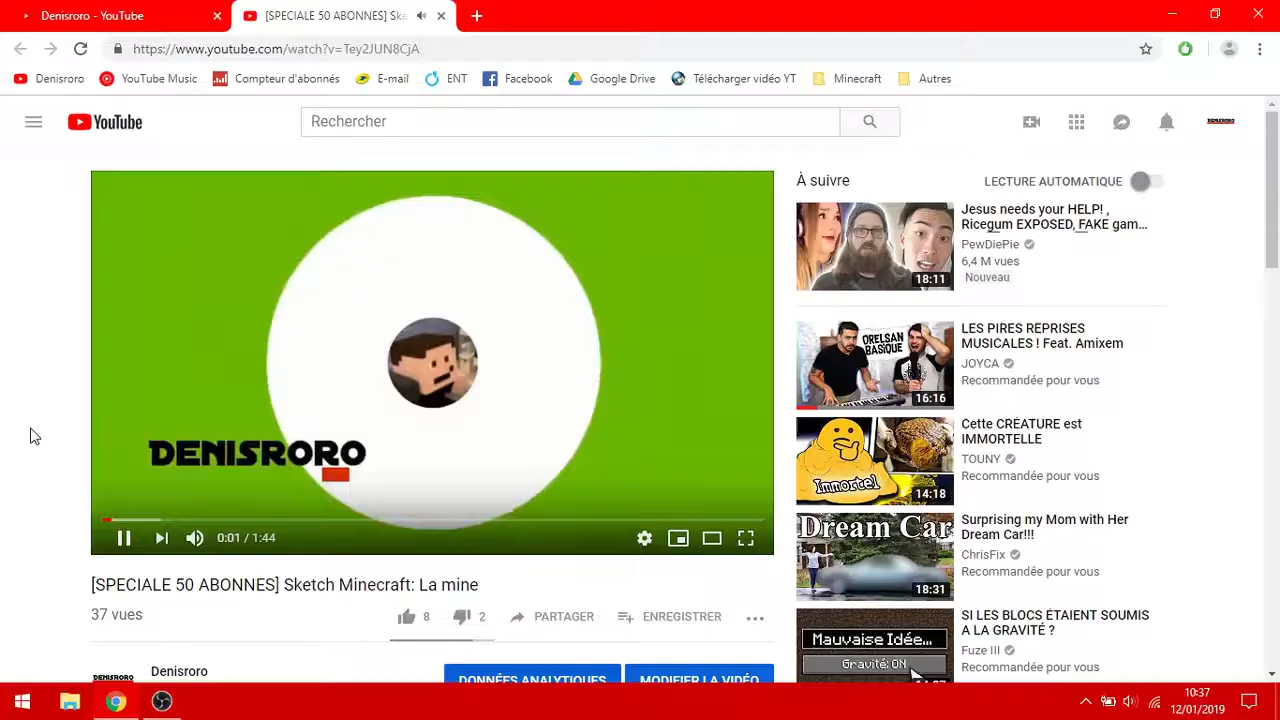 Denisroro - YouTube
[SPECIALE 50 ABONNES] Ske
https://www.youtube.com/watch?v=Tey2JUN8CjA
Denisroro
YouTube Music
Compteur d'abonnés
E-mail
ENT
Facebook
Google Drive
Télécharger vidéo YT
Minecraft
Autres
YouTube
Rechercher
DENISRORO
À suivre
LECTURE AUTOMATIQUE
Jesus needs your HELP! ,
Ricegum EXPOSED, FAKE gam...
PewDiePie
6,4 M vues
Nouveau
18:11
ORELSAN
BASIQUE
16:16
LES PIRES REPRISES
MUSICALES ! Feat. Amixem
JOYCA
Recommandée pour vous
Immortel
14:18
Cette CRÉATURE est
IMMORTELLE
TOUNY
Recommandée pour vous
Dream Car
18:31
Surprising my Mom with Her
Dream Car!!!
ChrisFix
Recommandée pour vous
Mauvaise Idée...
Gravité: ON
SI LES BLOCS ÉTAIENT SOUMIS
A LA GRAVITÉ ?
Fuze III
Recommandée pour vous
DENISRORO
0:01 / 1:44
[SPECIALE 50 ABONNES] Sketch Minecraft: La mine
37 vues
8
2
PARTAGER
ENREGISTRER
DENISRORO
Denisroro
DONNÉES ANALYTIQUES
MODIFIER LA VIDÉO
10:37
12/01/2019